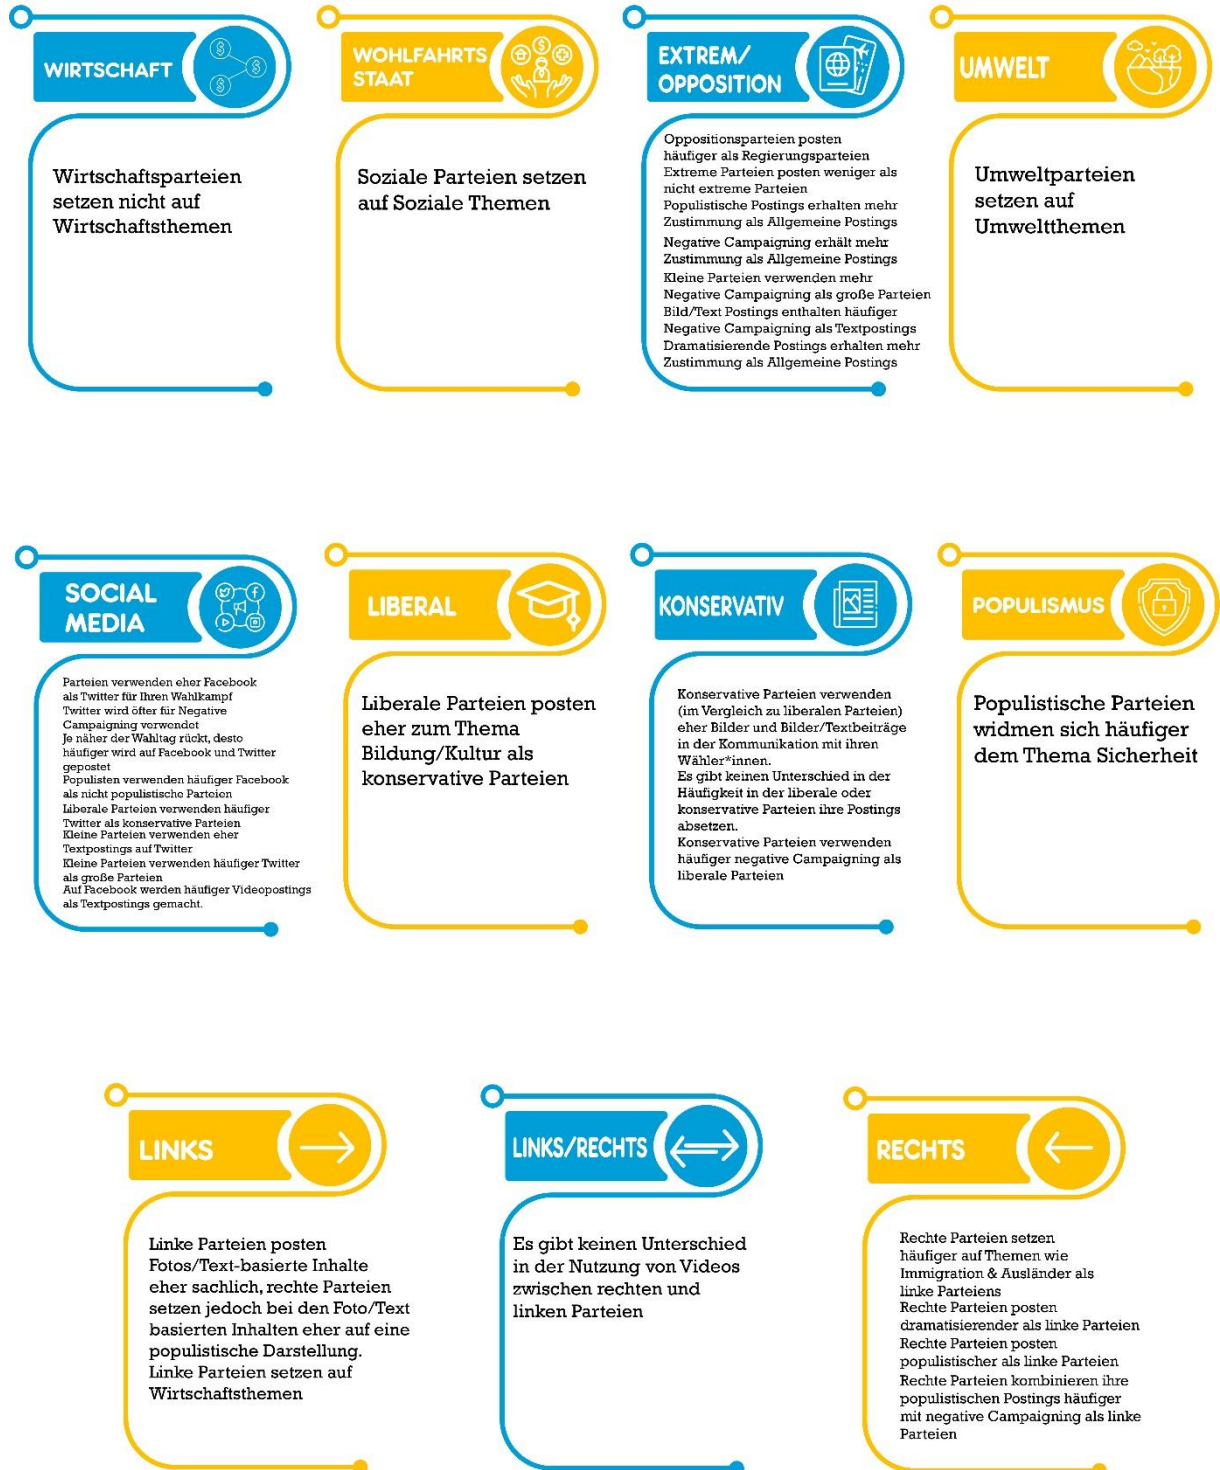 WIRTSCHAFT
Wirtschaftsparteien
setzen nicht auf
Wirtschaftsthemen
WOHLFAHRTS
STAAT
Soziale Parteien setzen
auf Soziale Themen
EXTREM/
OPPOSITION
Oppositionsparteien posten
häufiger als Regierungsparteien
Extreme Parteien posten weniger als
nicht extreme Parteien
Populistische Postings erhalten mehr
Zustimmung als Allgemeine Postings
Negative Campaigning erhält mehr
Zustimmung als Allgemeine Postings
Kleine Parteien verwenden mehr
Negative Campaigning als große Parteien
Bild/Text Postings enthalten häufiger
Negative Campaigning als Textpostings
Dramatisierende Postings erhalten mehr
Zustimmung als Allgemeine Postings
UMWELT
Umweltparteien
setzen auf
Umweltthemen
SOCIAL
MEDIA
Parteien verwenden eher Facebook
als Twitter für Ihren Wahlkampf
Twitter wird öfter für Negative
Campaigning verwendet
Je näher der Wahltag rückt, desto
häufiger wird auf Facebook und Twitter
gepostet
Populisten verwenden häufiger Facebook
als nicht populistische Parteien
Liberale Parteien verwenden häufiger
Twitter als konservative Parteien
Kleine Parteien verwenden eher
Textpostings auf Twitter
Kleine Parteien verwenden häufiger Twitter
als große Parteien
Auf Facebook werden häufiger Videopostings
als Textpostings gemacht.
LIBERAL
Liberale Parteien posten
eher zum Thema
Bildung/Kultur als
konservative Parteien
KONSERVATIV
Konservative Parteien verwenden
(im Vergleich zu liberalen Parteien)
eher Bilder und Bilder/Textbeiträge
in der Kommunikation mit ihren
Wähler*innen.
Es gibt keinen Unterschied in der
Häufigkeit in der liberale oder
konservative Parteien ihre Postings
absetzen.
Konservative Parteien verwenden
häufiger negative Campaigning als
liberale Parteien
POPULISMUS
Populistische Parteien
widmen sich häufiger
dem Thema Sicherheit
LINKS
Linke Parteien posten
Fotos/Text-basierte Inhalte
eher sachlich, rechte Parteien
setzen jedoch bei den Foto/Text
basierten Inhalten eher auf eine
populistische Darstellung.
Linke Parteien setzen auf
Wirtschaftsthemen
LINKS/RECHTS
Es gibt keinen Unterschied
in der Nutzung von Videos
zwischen rechten und
linken Parteien
RECHTS
Rechte Parteien setzen
häufiger auf Themen wie
Immigration & Ausländer als
linke Parteiens
Rechte Parteien posten
dramatisierender als linke Parteien
Rechte Parteien posten
populistischer als linke Parteien
Rechte Parteien kombinieren ihre
populistischen Postings häufiger
mit negative Campaigning als linke
Parteien